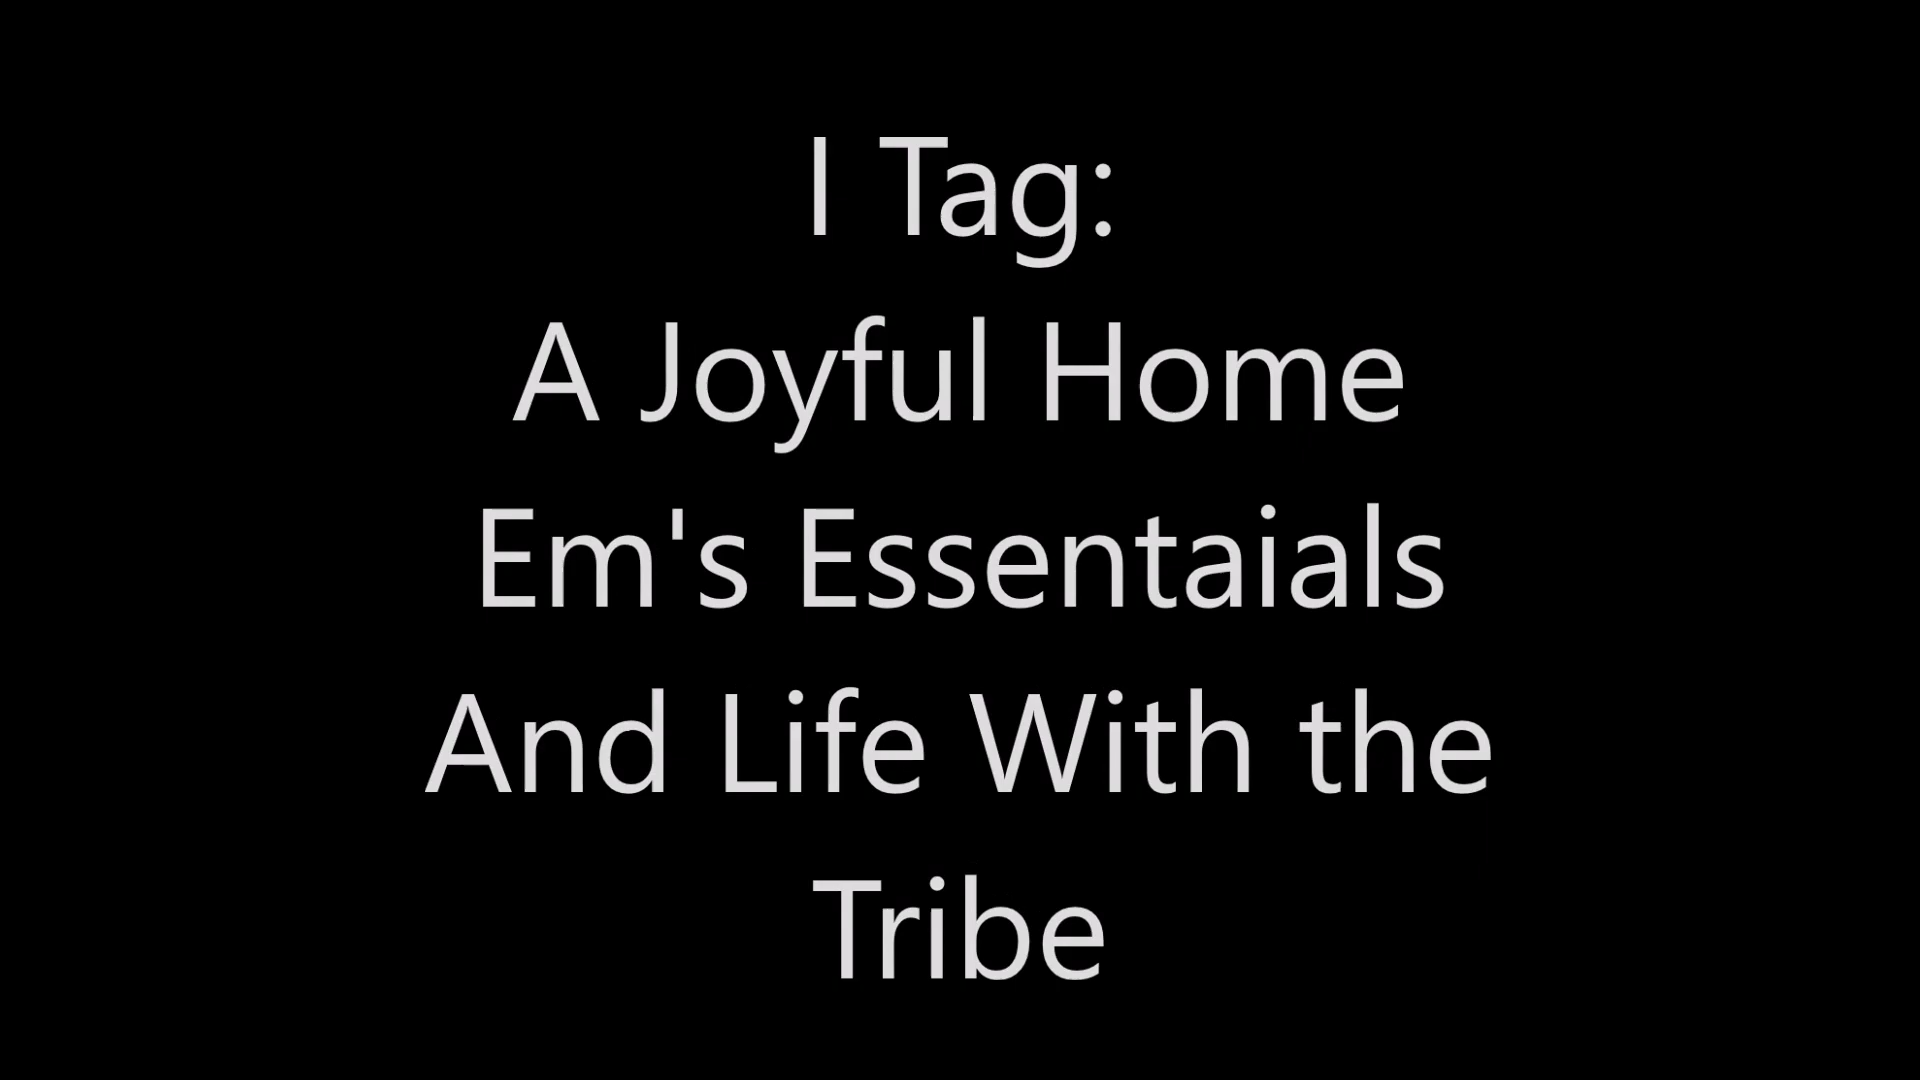 I Tag:
A Joyful Home
Em's Essentaials
And Life With the
Tribe